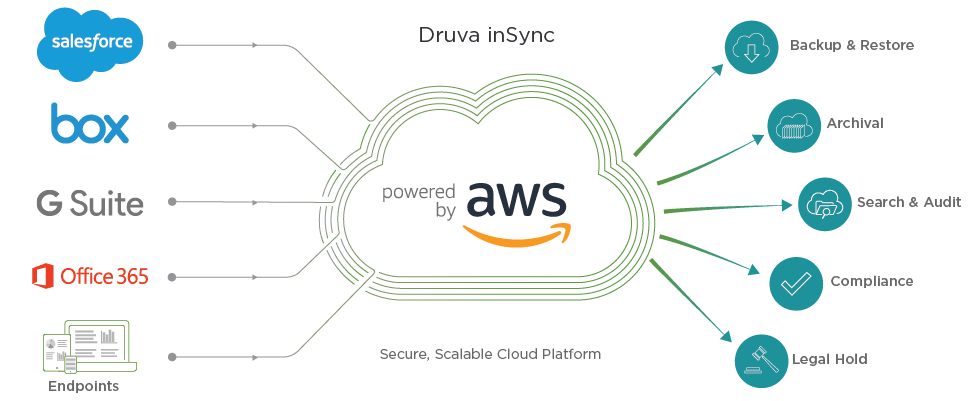 Druva inSync
salesforce
box
G Suite
Office 365
Endpoints
powered
by
aws
Secure, Scalable Cloud Platform
Backup & Restore
Archival
Search & Audit
Compliance
Legal Hold